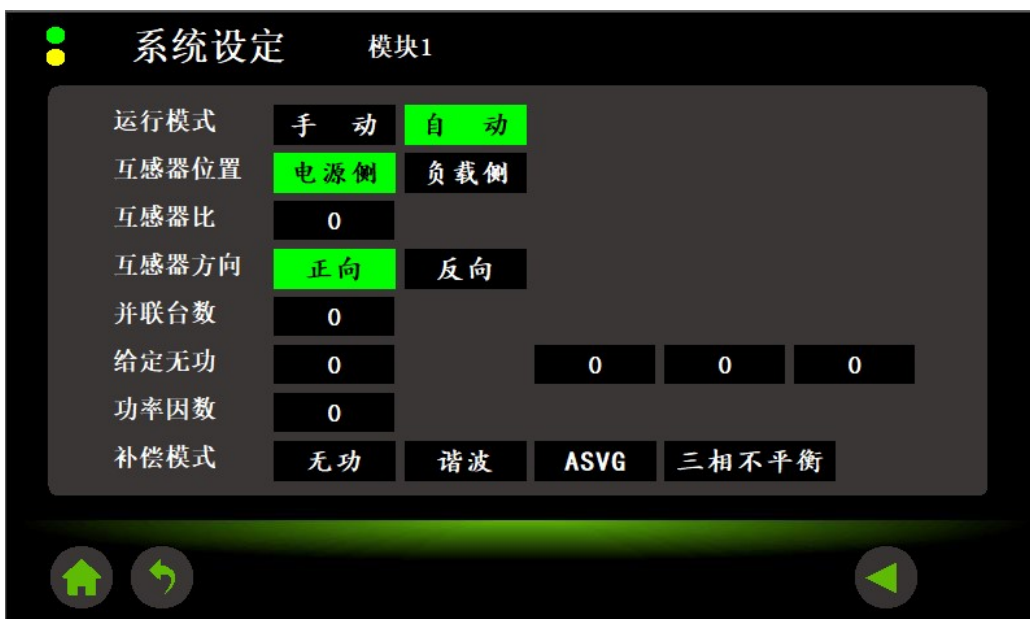 系统设定 模块1
运行模式 手 动 自 动
互感器位置 电源侧 负载侧
互感器比 0
互感器方向 正向 反向
并联台数 0
给定无功 0 0 0 0
功率因数 0
补偿模式 无功 谐波 ASVG 三相不平衡